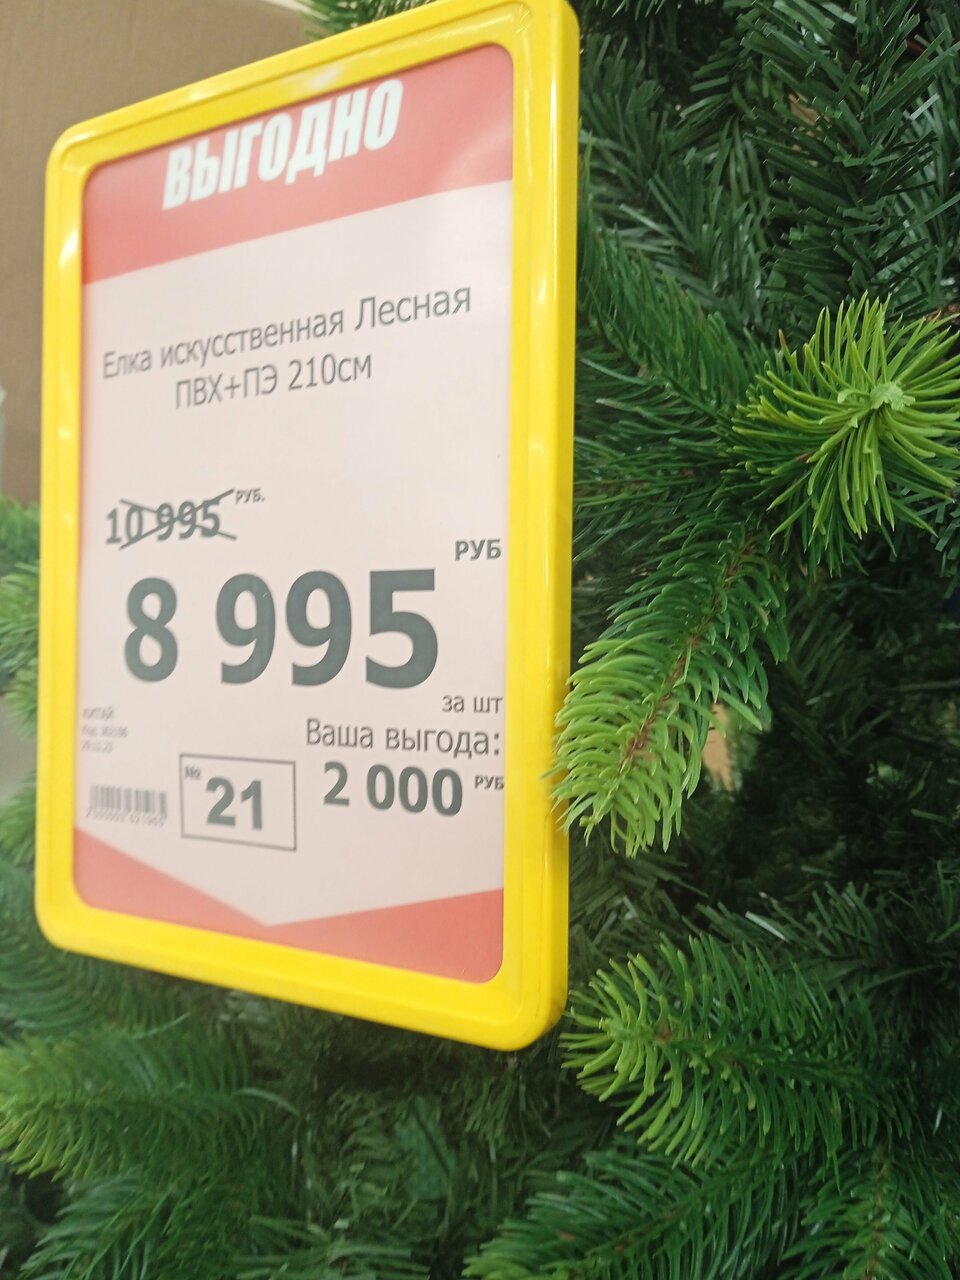 ВЫГОДНО
Елка искусственная Лесная
ПВХ+ПЭ 210см
10 995 РУБ.
РУБ
8 995
за шт
КИТАЙ
Ваша выгода:
№ 21
2 000 РУБ